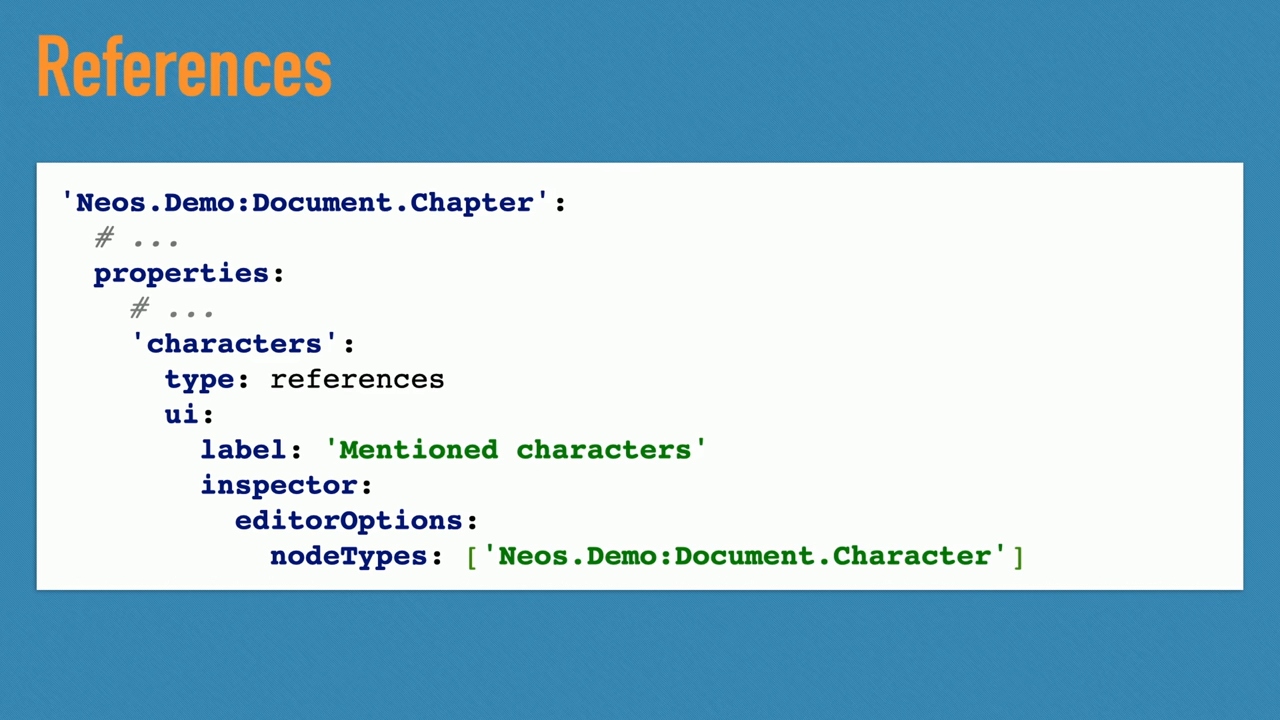 References
'Neos.Demo:Document.Chapter':
# ...
properties:
# ...
'characters':
type: references
ui:
label: 'Mentioned characters'
inspector:
editorOptions:
nodeTypes: ['Neos.Demo:Document.Character']